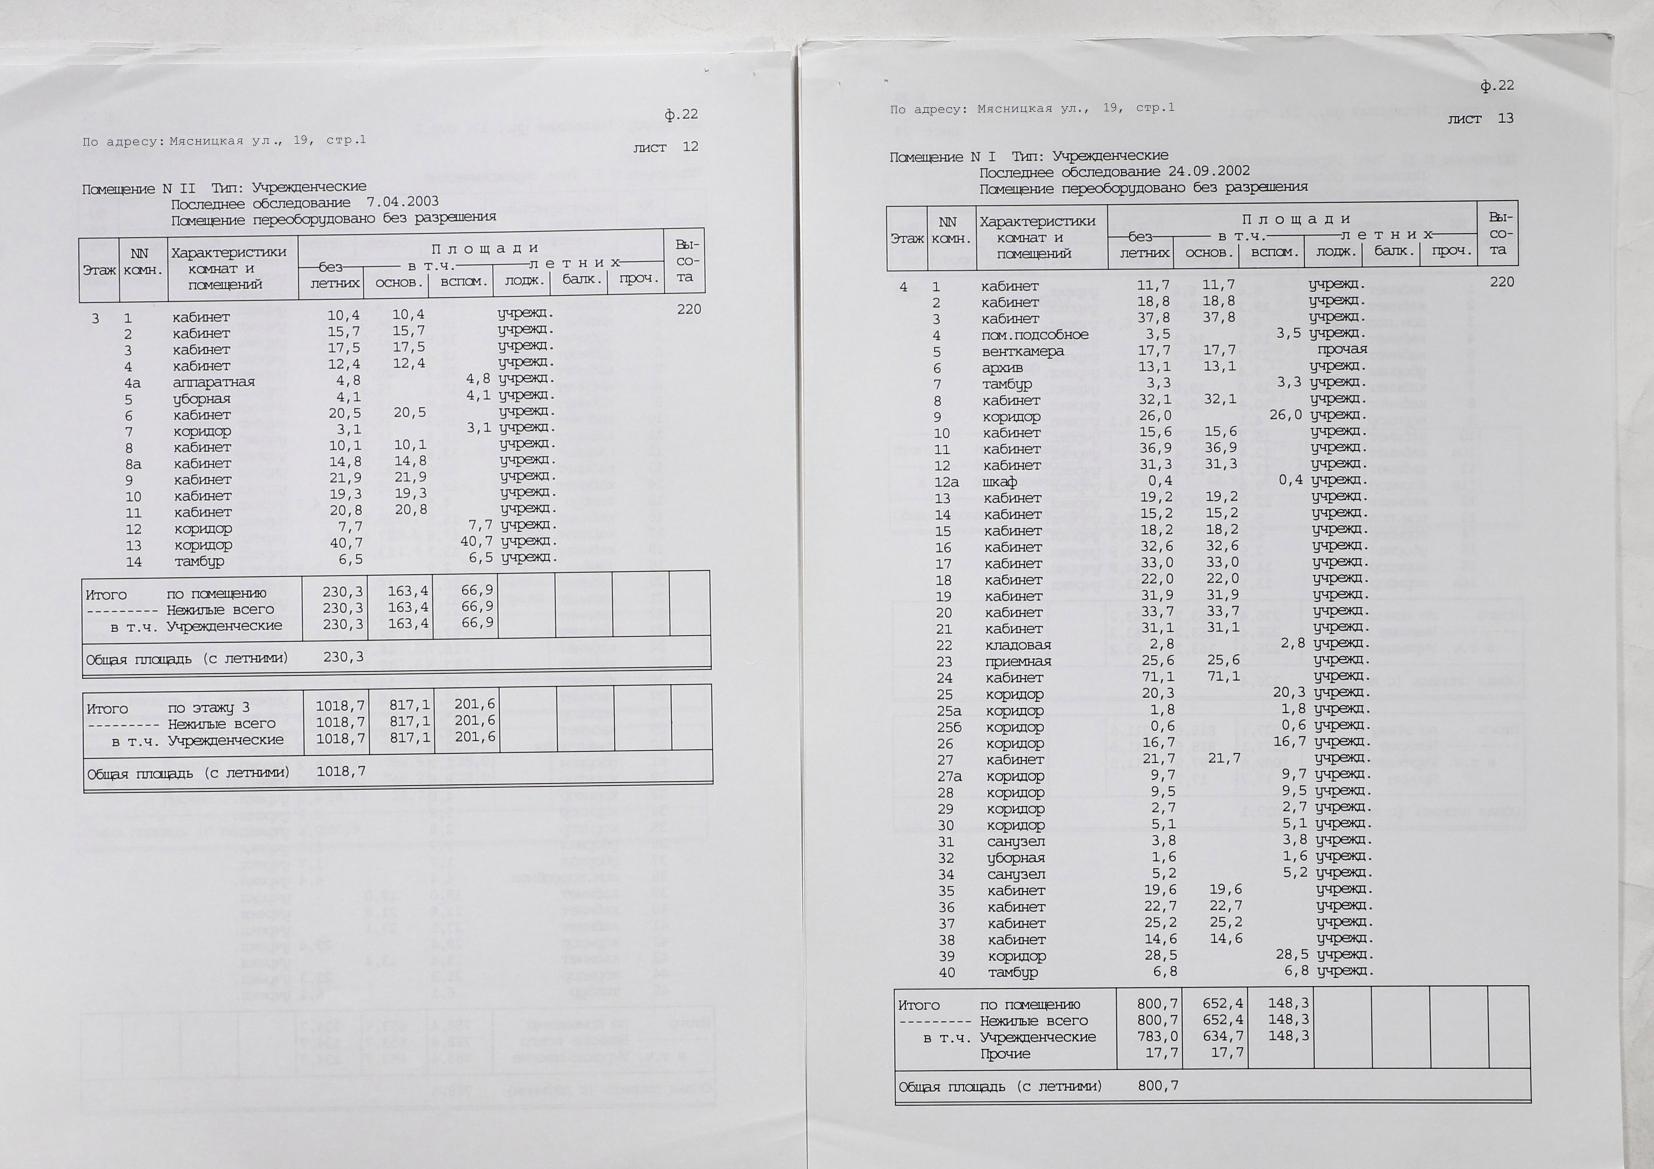 ф.22
По адресу: Мясницкая ул., 19, стр.1
лист 12
Помещение N II Тип: Учрежденческие
Последнее обследование 7.04.2003
Помещение переоборудовано без разрешения
Этаж NN комн. Характеристики комнат и помещений Площади Вы-со-та
без летних в т.ч. летних
основ. вспом. лодж. балк. проч.
3 1 кабинет 10,4 10,4 учрежд. 220
2 кабинет 15,7 15,7 учрежд.
3 кабинет 17,5 17,5 учрежд.
4 кабинет 12,4 12,4 учрежд.
4а аппаратная 4,8 4,8 учрежд.
5 уборная 4,1 4,1 учрежд.
6 кабинет 20,5 20,5 учрежд.
7 коридор 3,1 3,1 учрежд.
8 кабинет 10,1 10,1 учрежд.
8а кабинет 14,8 14,8 учрежд.
9 кабинет 21,9 21,9 учрежд.
10 кабинет 19,3 19,3 учрежд.
11 кабинет 20,8 20,8 учрежд.
12 коридор 7,7 7,7 учрежд.
13 коридор 40,7 40,7 учрежд.
14 тамбур 6,5 6,5 учрежд.
Итого по помещению 230,3 163,4 66,9
--------- Нежилые всего 230,3 163,4 66,9
в т.ч. Учрежденческие 230,3 163,4 66,9
Общая площадь (с летними) 230,3
Итого по этажу 3 1018,7 817,1 201,6
--------- Нежилые всего 1018,7 817,1 201,6
в т.ч. Учрежденческие 1018,7 817,1 201,6
Общая площадь (с летними) 1018,7
ф.22
По адресу: Мясницкая ул., 19, стр.1
лист 13
Помещение N I Тип: Учрежденческие
Последнее обследование 24.09.2002
Помещение переоборудовано без разрешения
Этаж NN комн. Характеристики комнат и помещений Площади Вы-со-та
без летних в т.ч. летних
основ. вспом. лодж. балк. проч.
4 1 кабинет 11,7 11,7 учрежд. 220
2 кабинет 18,8 18,8 учрежд.
3 кабинет 37,8 37,8 учрежд.
4 пом.подсобное 3,5 3,5 учрежд.
5 венткамера 17,7 17,7 прочая
6 архив 13,1 13,1 учрежд.
7 тамбур 3,3 3,3 учрежд.
8 кабинет 32,1 32,1 учрежд.
9 коридор 26,0 26,0 учрежд.
10 кабинет 15,6 15,6 учрежд.
11 кабинет 36,9 36,9 учрежд.
12 кабинет 31,3 31,3 учрежд.
12а шкаф 0,4 0,4 учрежд.
13 кабинет 19,2 19,2 учрежд.
14 кабинет 15,2 15,2 учрежд.
15 кабинет 18,2 18,2 учрежд.
16 кабинет 32,6 32,6 учрежд.
17 кабинет 33,0 33,0 учрежд.
18 кабинет 22,0 22,0 учрежд.
19 кабинет 31,9 31,9 учрежд.
20 кабинет 33,7 33,7 учрежд.
21 кабинет 31,1 31,1 учрежд.
22 кладовая 2,8 2,8 учрежд.
23 приемная 25,6 25,6 учрежд.
24 кабинет 71,1 71,1 учрежд.
25 коридор 20,3 20,3 учрежд.
25а коридор 1,8 1,8 учрежд.
25б коридор 0,6 0,6 учрежд.
26 коридор 16,7 16,7 учрежд.
27 кабинет 21,7 21,7 учрежд.
27а коридор 9,7 9,7 учрежд.
28 коридор 9,5 9,5 учрежд.
29 коридор 2,7 2,7 учрежд.
30 коридор 5,1 5,1 учрежд.
31 санузел 3,8 3,8 учрежд.
32 уборная 1,6 1,6 учрежд.
34 санузел 5,2 5,2 учрежд.
35 кабинет 19,6 19,6 учрежд.
36 кабинет 22,7 22,7 учрежд.
37 кабинет 25,2 25,2 учрежд.
38 кабинет 14,6 14,6 учрежд.
39 коридор 28,5 28,5 учрежд.
40 тамбур 6,8 6,8 учрежд.
Итого по помещению 800,7 652,4 148,3
--------- Нежилые всего 800,7 652,4 148,3
в т.ч. Учрежденческие 783,0 634,7 148,3
Прочие 17,7 17,7
Общая площадь (с летними) 800,7